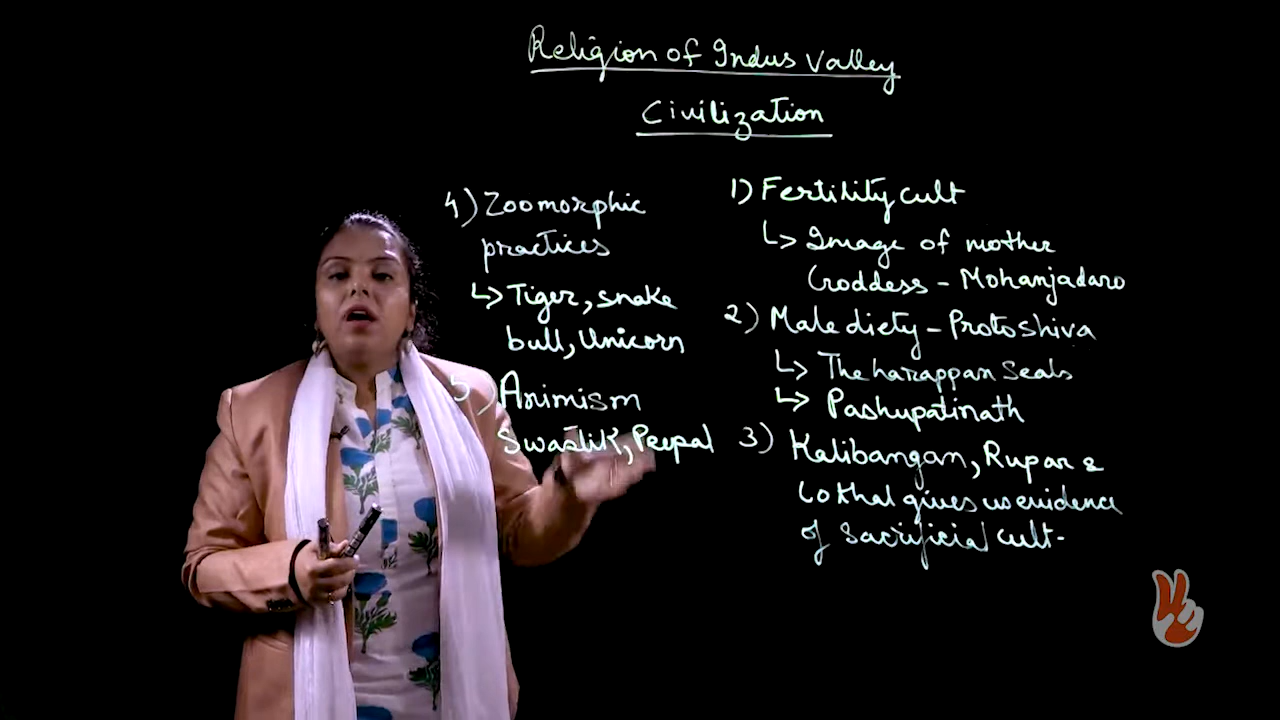 Religion of Indus Valley
Civilization
1) Fertility cult
↳ Image of mother
Goddess - Mohanjadaro
2) Male diety - Protoshiva
↳ The harappan Seals
↳ Pashupatinath
3) Kalibangan, Rupar &
Lothal gives us evidence
of Sacrificial cult-
4) Zoomorphic
practices
↳ Tiger, snake
bull, Unicorn
5) Animism
Swastik, Peepal